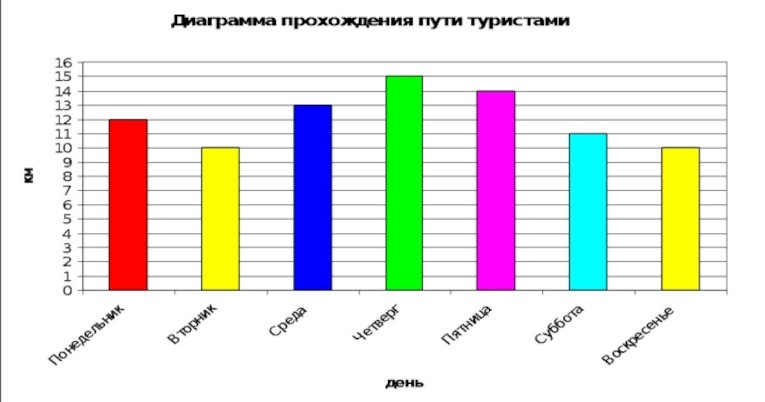 Диаграмма прохождения пути туристами
16
15
14
13
12
11
10
9
8
7
6
5
4
3
2
1
0
км
Понедельник
Вторник
Среда
Четверг
Пятница
Суббота
Воскресенье
день